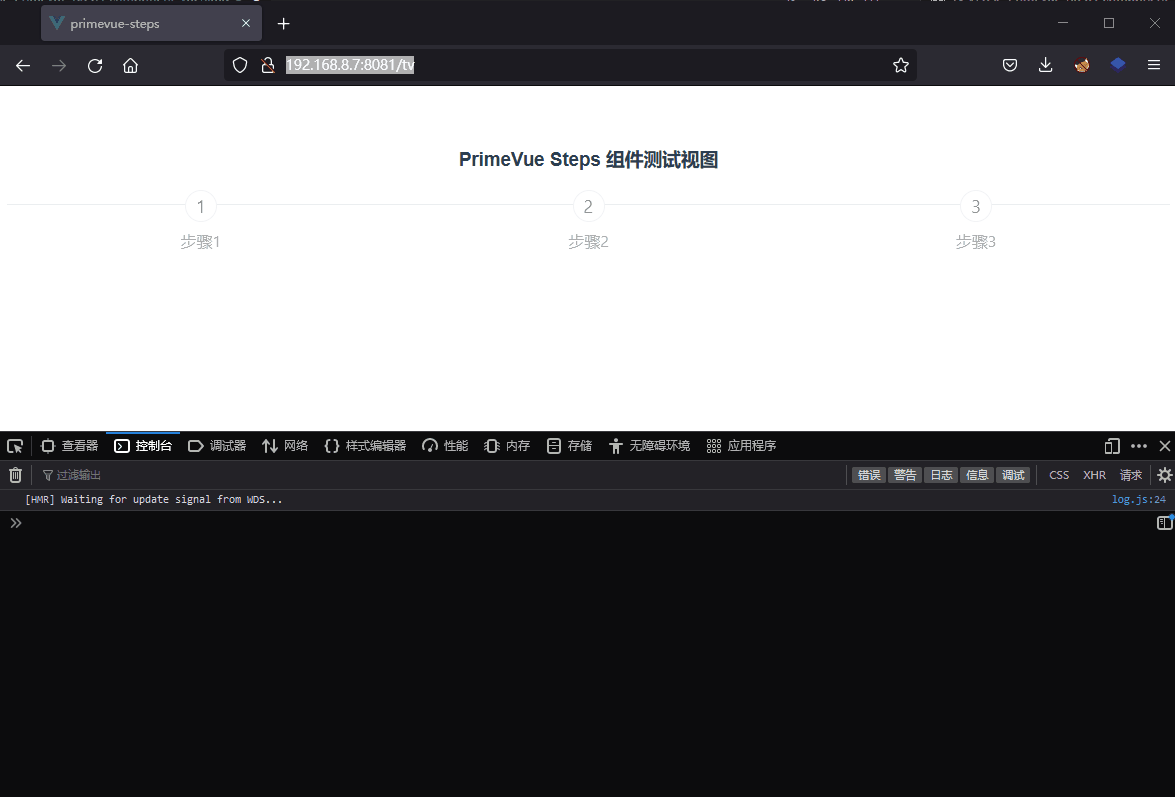 primevue-steps
192.168.8.7:8081/tv
PrimeVue Steps 组件测试视图
1 2 3
步骤1 步骤2 步骤3
查看器 控制台 调试器 网络 样式编辑器 性能 内存 存储 无障碍环境 应用程序
过滤输出 错误 警告 日志 信息 调试 CSS XHR 请求
[HMR] Waiting for update signal from WDS... log.js:24